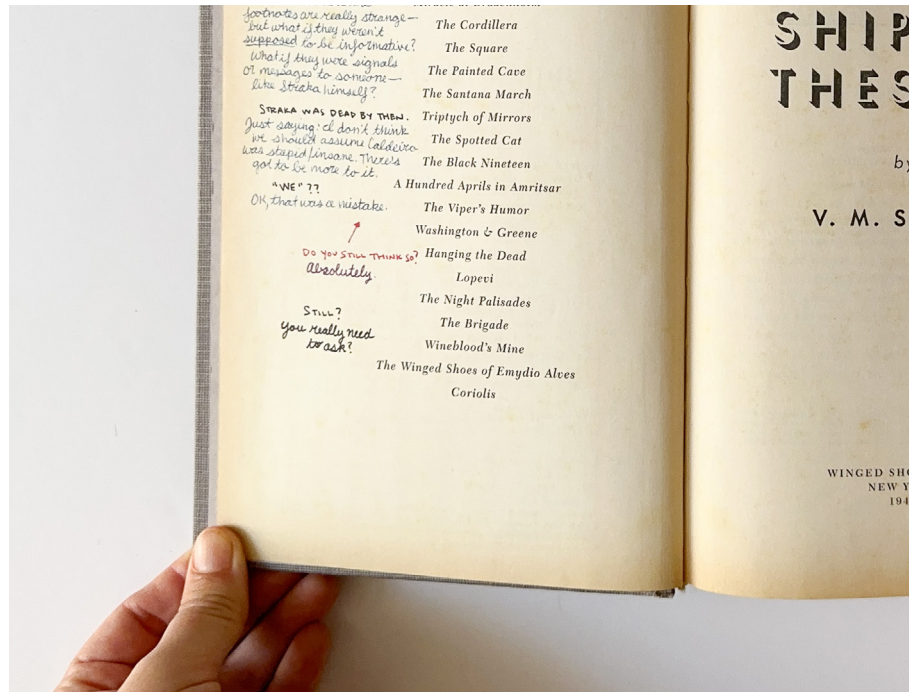 footnotes are really strange—
but what if they weren't
supposed to be informative?
What if they were signals
or messages to someone—
like Straka himself?
STRAKA WAS DEAD BY THEN.
Just saying: I don't think
we should assume Caldeira
was stupid/insane. There's
got to be more to it.
"WE"??
OK, that was a mistake.
DO YOU STILL THINK SO?
Absolutely.
STILL?
you really need
to ask?
The Cordillera
The Square
The Painted Cave
The Santana March
Triptych of Mirrors
The Spotted Cat
The Black Nineteen
A Hundred Aprils in Amritsar
The Viper's Humor
Washington & Greene
Hanging the Dead
Lopevi
The Night Palisades
The Brigade
Wineblood's Mine
The Winged Shoes of Emydio Alves
Coriolis
SHIP
THES
by
V. M. S
WINGED SHO
NEW Y
194